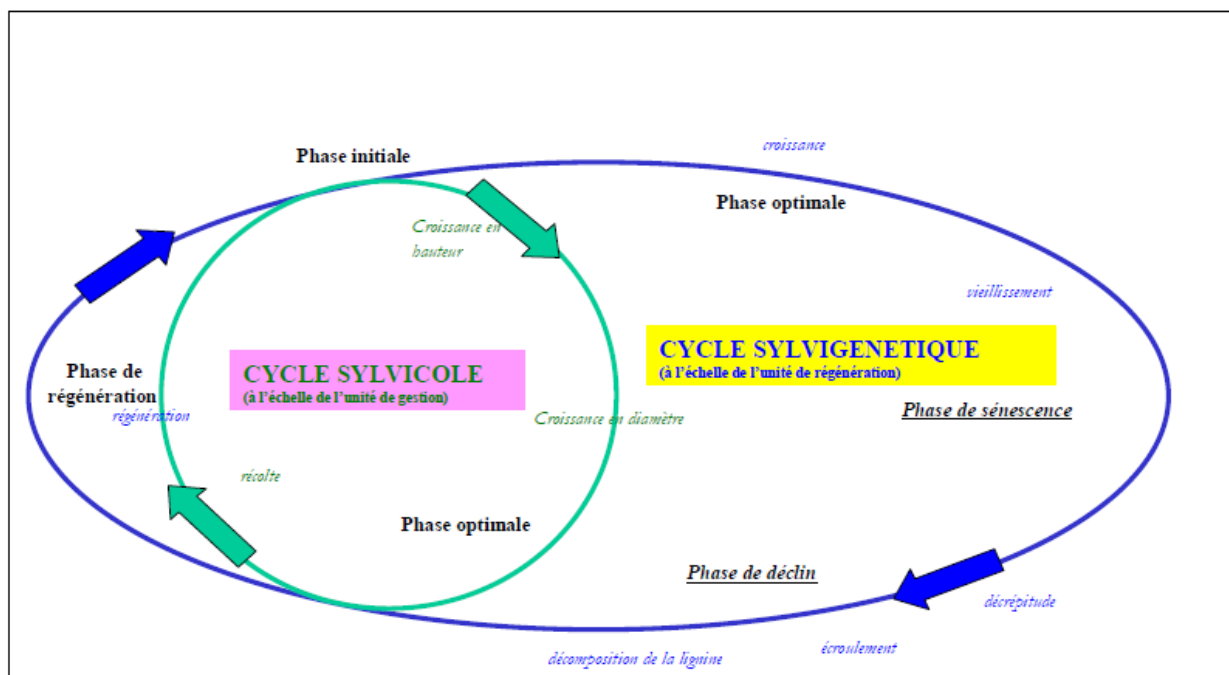 croissance
Phase initiale
Phase optimale
Croissance en
hauteur
vieillissement
CYCLE SYLVIGENETIQUE
(à l'échelle de l'unité de régénération)
CYCLE SYLVICOLE
(à l'échelle de l'unité de gestion)
Phase de
régénération
régénération
Croissance en diamètre
Phase de sénescence
récolte
Phase optimale
Phase de déclin
décrépitude
écroulement
décomposition de la lignine